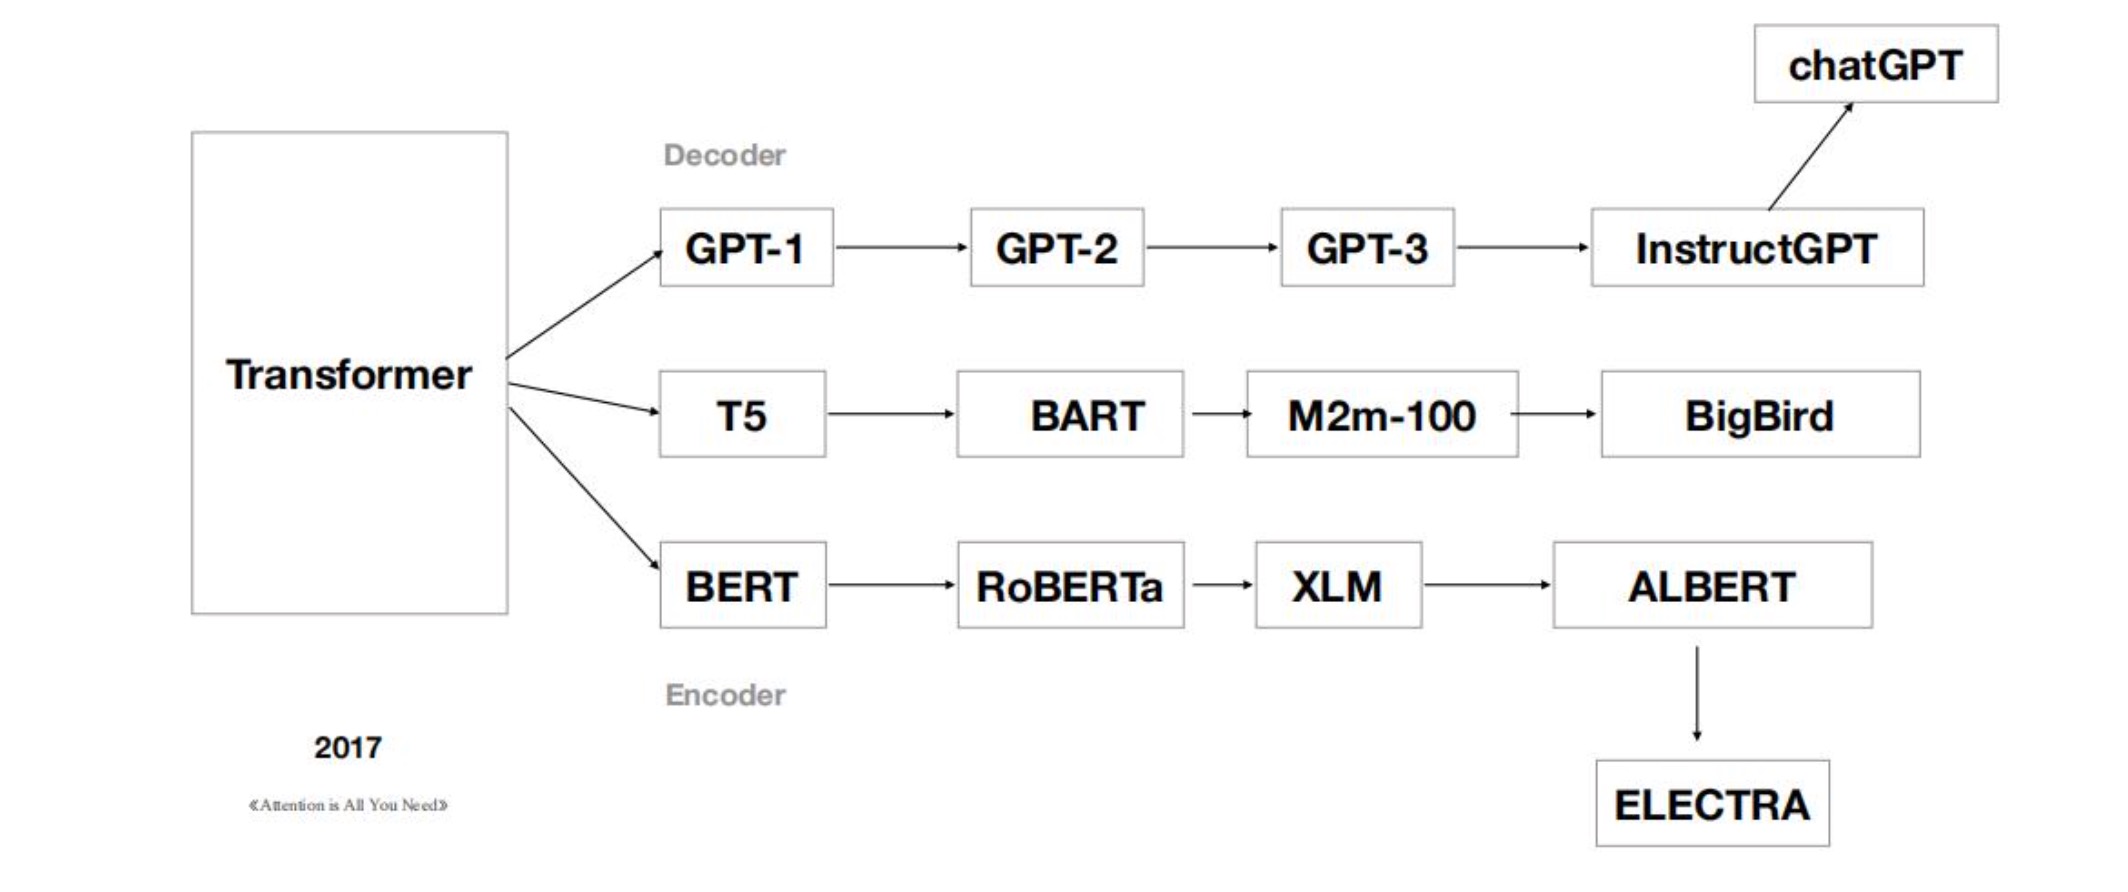 chatGPT
Decoder
GPT-1
GPT-2
GPT-3
InstructGPT
Transformer
T5
BART
M2m-100
BigBird
BERT
RoBERTa
XLM
ALBERT
Encoder
2017
《Attention is All You Need》
ELECTRA